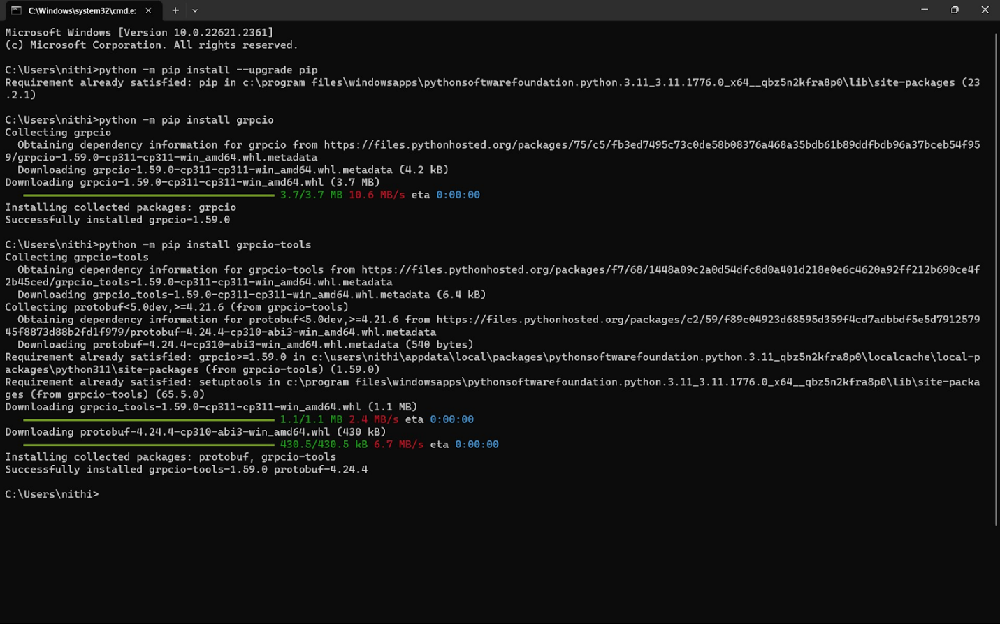 C:\Windows\system32\cmd.e:
Microsoft Windows [Version 10.0.22621.2361]
(c) Microsoft Corporation. All rights reserved.
C:\Users\nithi>python -m pip install --upgrade pip
Requirement already satisfied: pip in c:\program files\windowsapps\pythonsoftwarefoundation.python.3.11_3.11.1776.0_x64__qbz5n2kfra8p0\lib\site-packages (23
.2.1)
C:\Users\nithi>python -m pip install grpcio
Collecting grpcio
Obtaining dependency information for grpcio from https://files.pythonhosted.org/packages/75/c5/fb3ed7495c73c0de58b08376a468a35bdb61b89ddfbdb96a37bceb54f95
9/grpcio-1.59.0-cp311-cp311-win_amd64.whl.metadata
Downloading grpcio-1.59.0-cp311-cp311-win_amd64.whl.metadata (4.2 kB)
Downloading grpcio-1.59.0-cp311-cp311-win_amd64.whl (3.7 MB)
3.7/3.7 MB 10.6 MB/s eta 0:00:00
Installing collected packages: grpcio
Successfully installed grpcio-1.59.0
C:\Users\nithi>python -m pip install grpcio-tools
Collecting grpcio-tools
Obtaining dependency information for grpcio-tools from https://files.pythonhosted.org/packages/f7/68/1448a09c2a0d54dfc8d0a401d218e0e6c4620a92ff212b690ce4f
2b45ced/grpcio_tools-1.59.0-cp311-cp311-win_amd64.whl.metadata
Downloading grpcio_tools-1.59.0-cp311-cp311-win_amd64.whl.metadata (6.4 kB)
Collecting protobuf<5.0dev,>=4.21.6 (from grpcio-tools)
Obtaining dependency information for protobuf<5.0dev,>=4.21.6 from https://files.pythonhosted.org/packages/c2/59/f89c04923d68595d359f4cd7adbbdf5e5d7912579
45f8873d88b2fd1f979/protobuf-4.24.4-cp310-abi3-win_amd64.whl.metadata
Downloading protobuf-4.24.4-cp310-abi3-win_amd64.whl.metadata (540 bytes)
Requirement already satisfied: grpcio>=1.59.0 in c:\users\nithi\appdata\local\packages\pythonsoftwarefoundation.python.3.11_qbz5n2kfra8p0\localcache\local-p
ackages\python311\site-packages (from grpcio-tools) (1.59.0)
Requirement already satisfied: setuptools in c:\program files\windowsapps\pythonsoftwarefoundation.python.3.11_3.11.1776.0_x64__qbz5n2kfra8p0\lib\site-packa
ges (from grpcio-tools) (65.5.0)
Downloading grpcio_tools-1.59.0-cp311-cp311-win_amd64.whl (1.1 MB)
1.1/1.1 MB 2.4 MB/s eta 0:00:00
Downloading protobuf-4.24.4-cp310-abi3-win_amd64.whl (430 kB)
430.5/430.5 kB 6.7 MB/s eta 0:00:00
Installing collected packages: protobuf, grpcio-tools
Successfully installed grpcio-tools-1.59.0 protobuf-4.24.4
C:\Users\nithi>